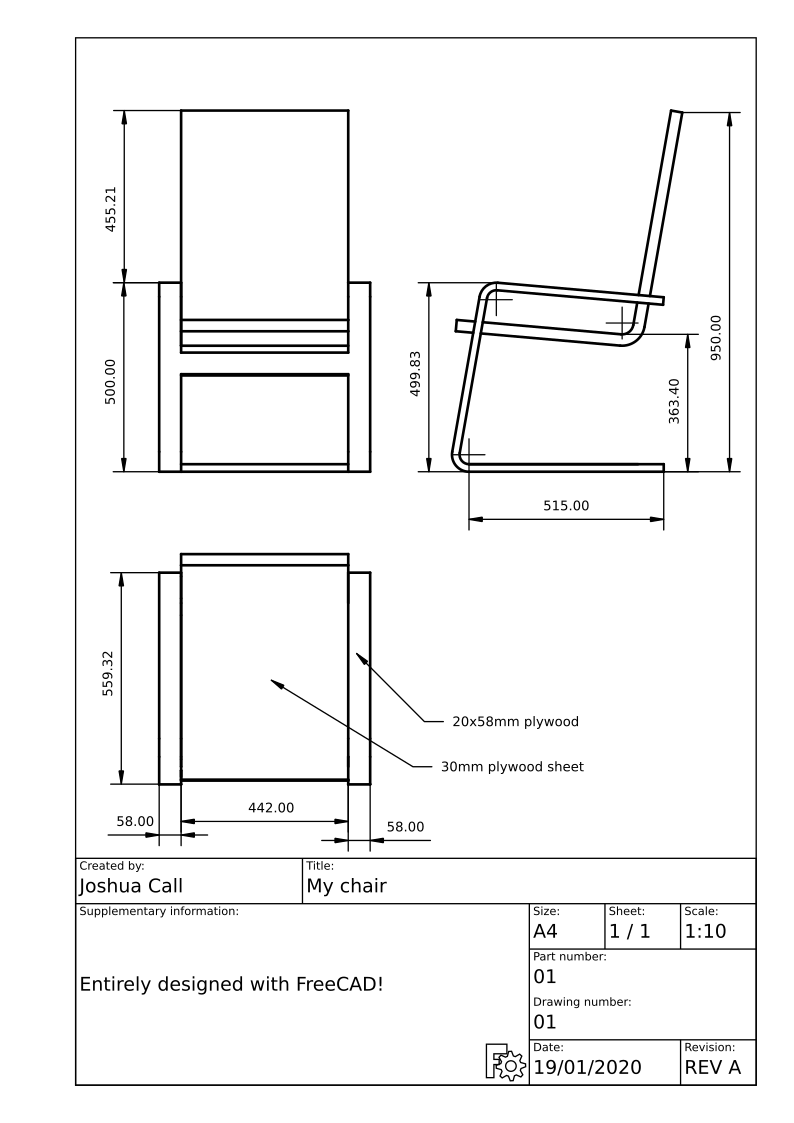 455.21
500.00
499.83
950.00
363.40
515.00
559.32
20x58mm plywood
30mm plywood sheet
442.00
58.00
58.00
Created by:
Joshua Call
Title:
My chair
Supplementary information:
Entirely designed with FreeCAD!
Size:
A4
Sheet:
1 / 1
Scale:
1:10
Part number:
01
Drawing number:
01
Date:
19/01/2020
Revision:
REV A